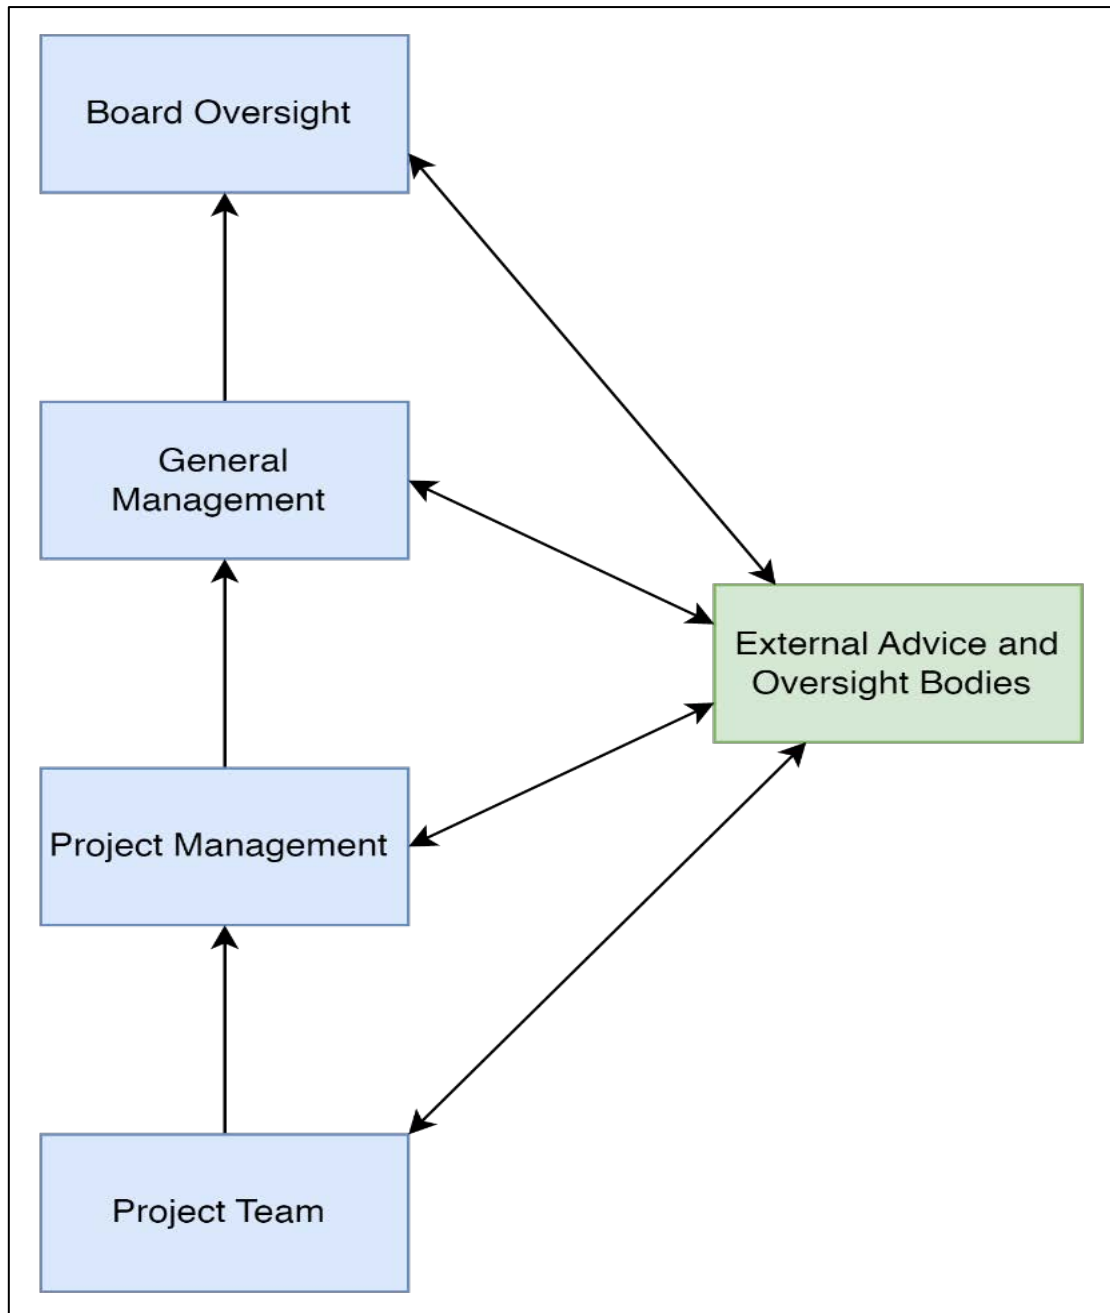 Board Oversight
General
Management
External Advice and
Oversight Bodies
Project Management
Project Team